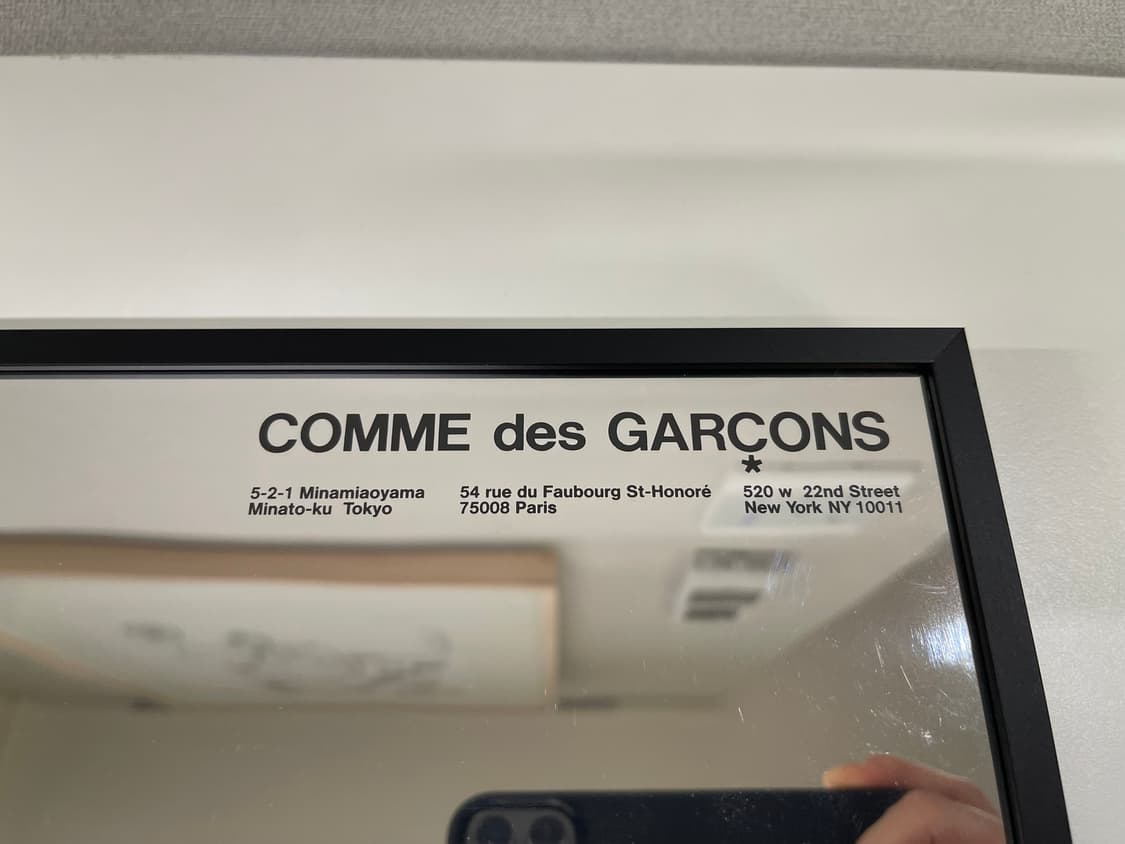 COMME des GARÇONS
*
5-2-1 Minamiaoyama 54 rue du Faubourg St-Honoré 520 w 22nd Street
Minato-ku Tokyo 75008 Paris New York NY 10011